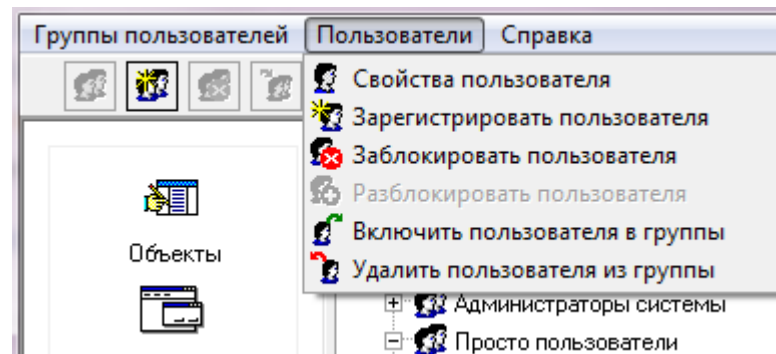 Группы пользователей Пользователи Справка
Свойства пользователя
Зарегистрировать пользователя
Заблокировать пользователя
Разблокировать пользователя
Включить пользователя в группы
Удалить пользователя из группы
Объекты
Администраторы системы
Просто пользователи